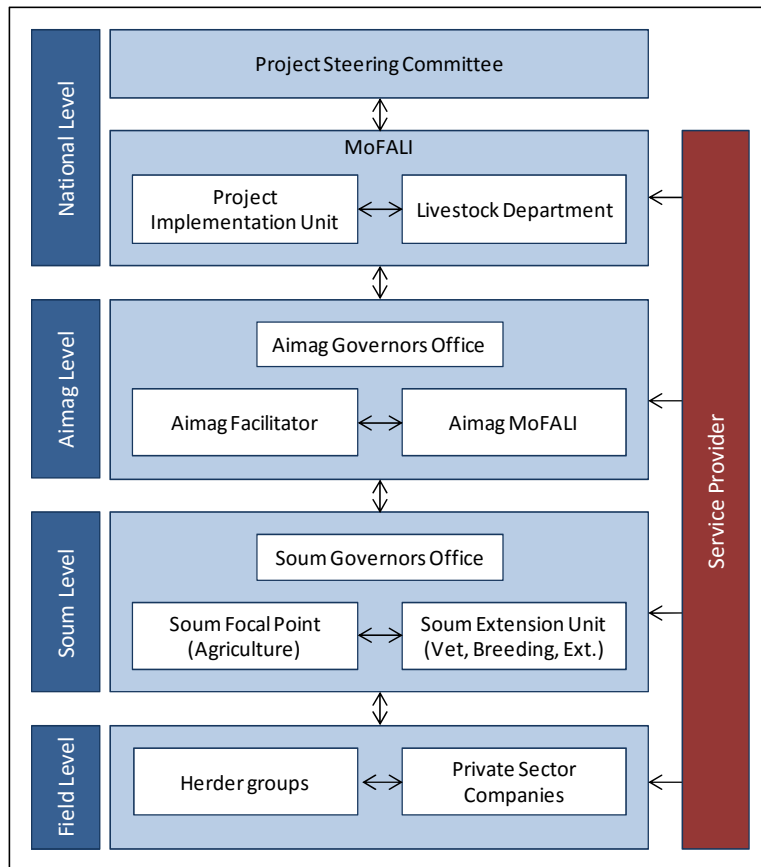 National Level
Project Steering Committee
MoFALI
Project
Implementation Unit
Livestock Department
Aimag Level
Aimag Governors Office
Aimag Facilitator
Aimag MoFALI
Soum Level
Soum Governors Office
Soum Focal Point
(Agriculture)
Soum Extension Unit
(Vet, Breeding, Ext.)
Field Level
Herder groups
Private Sector
Companies
Service Provider